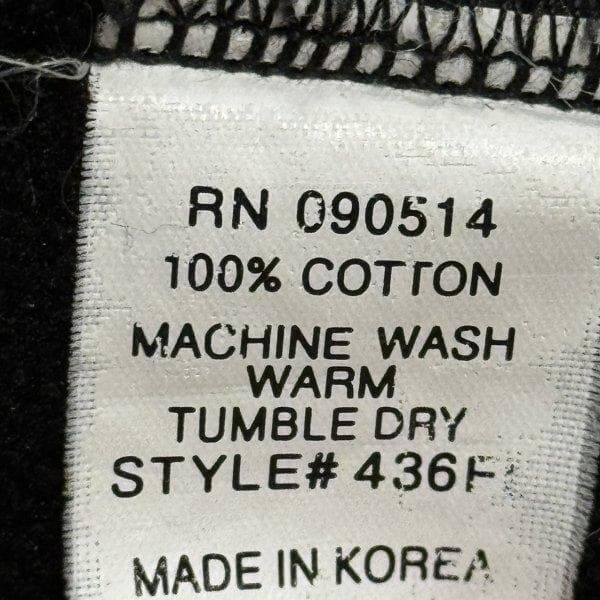 RN 090514
100% COTTON
MACHINE WASH
WARM
TUMBLE DRY
STYLE# 436F
MADE IN KOREA